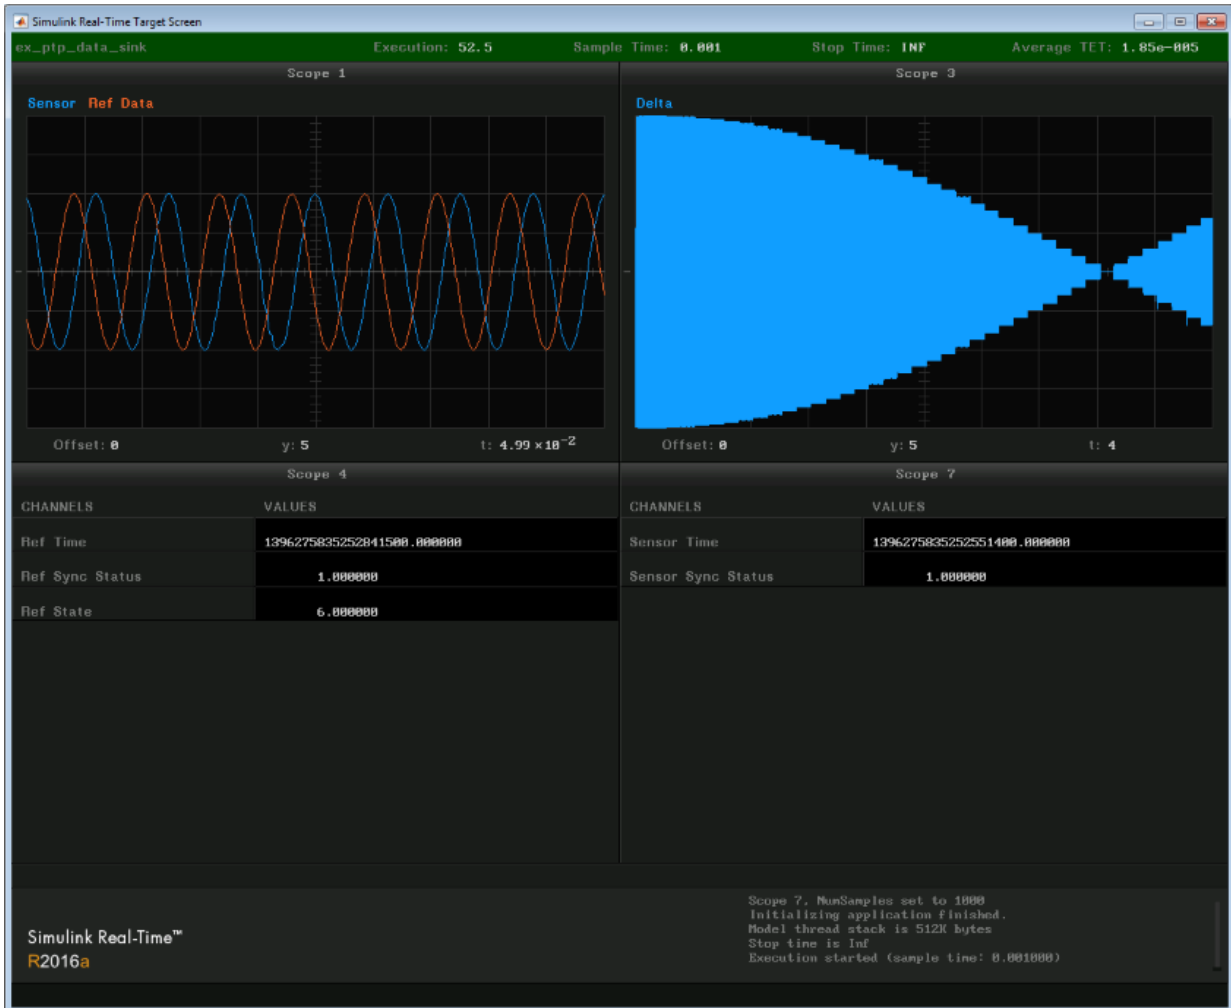 Simulink Real-Time Target Screen
ex_ptp_data_sink Execution: 52.5 Sample Time: 0.001 Stop Time: INF Average TET: 1.85e-005
Scope 1
Sensor Ref Data
Offset: 0 y: 5 t: 4.99 ×10⁻²
Scope 3
Delta
Offset: 0 y: 5 t: 4
Scope 4
CHANNELS VALUES
Ref Time 1396275835252841500.000000
Ref Sync Status 1.000000
Ref State 6.000000
Scope 7
CHANNELS VALUES
Sensor Time 1396275835252551400.000000
Sensor Sync Status 1.000000
Simulink Real-Time™
R2016a
Scope 7, NumSamples set to 1000
Initializing application finished.
Model thread stack is 512K bytes
Stop time is Inf
Execution started (sample time: 0.001000)